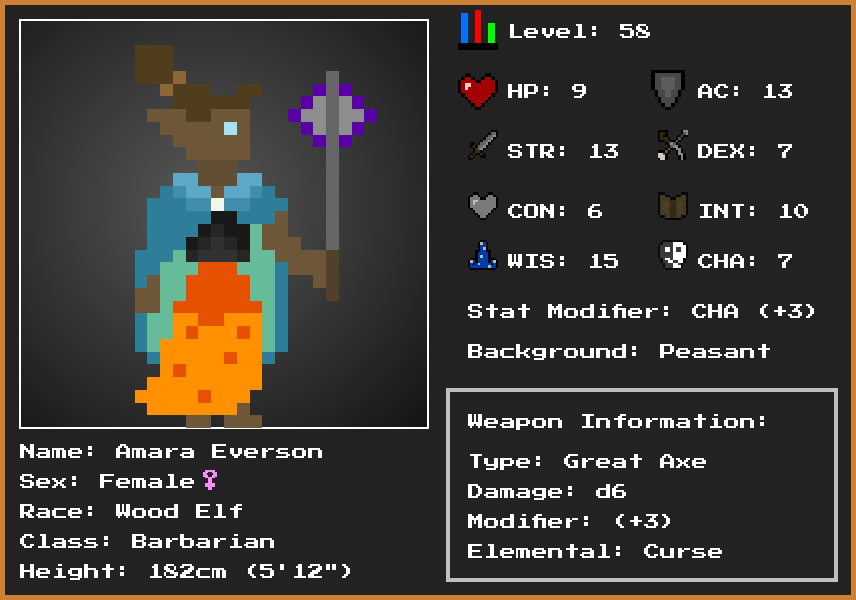 Level: 58
HP: 9
AC: 13
STR: 13
DEX: 7
CON: 6
INT: 10
WIS: 15
CHA: 7
Stat Modifier: CHA (+3)
Background: Peasant
Weapon Information:
Type: Great Axe
Damage: d6
Modifier: (+3)
Elemental: Curse
Name: Amara Everson
Sex: Female♀
Race: Wood Elf
Class: Barbarian
Height: 182cm (5'12")